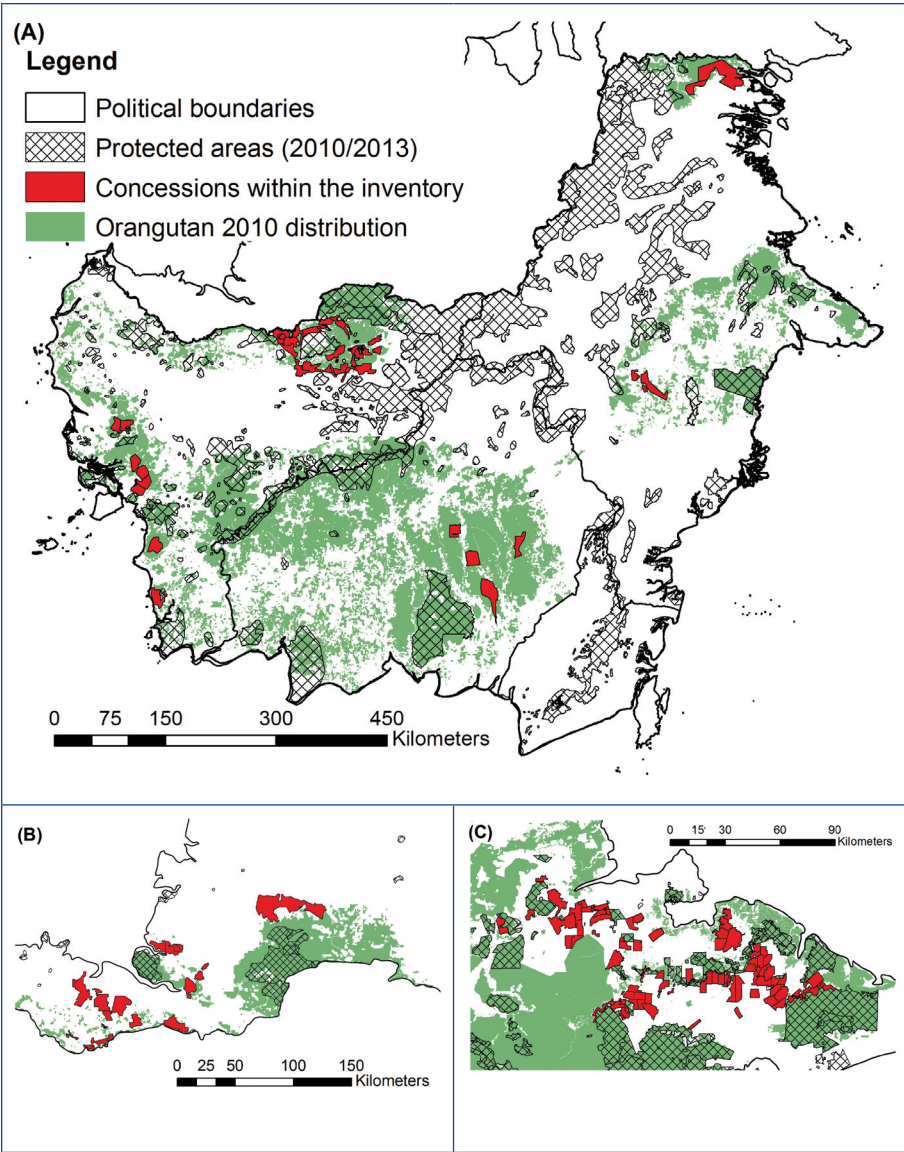 (A)
Legend
Political boundaries
Protected areas (2010/2013)
Concessions within the inventory
Orangutan 2010 distribution
0 75 150 300 450
Kilometers
(B)
0 25 50 100 150
Kilometers
(C)
0 15 30 60 90
Kilometers